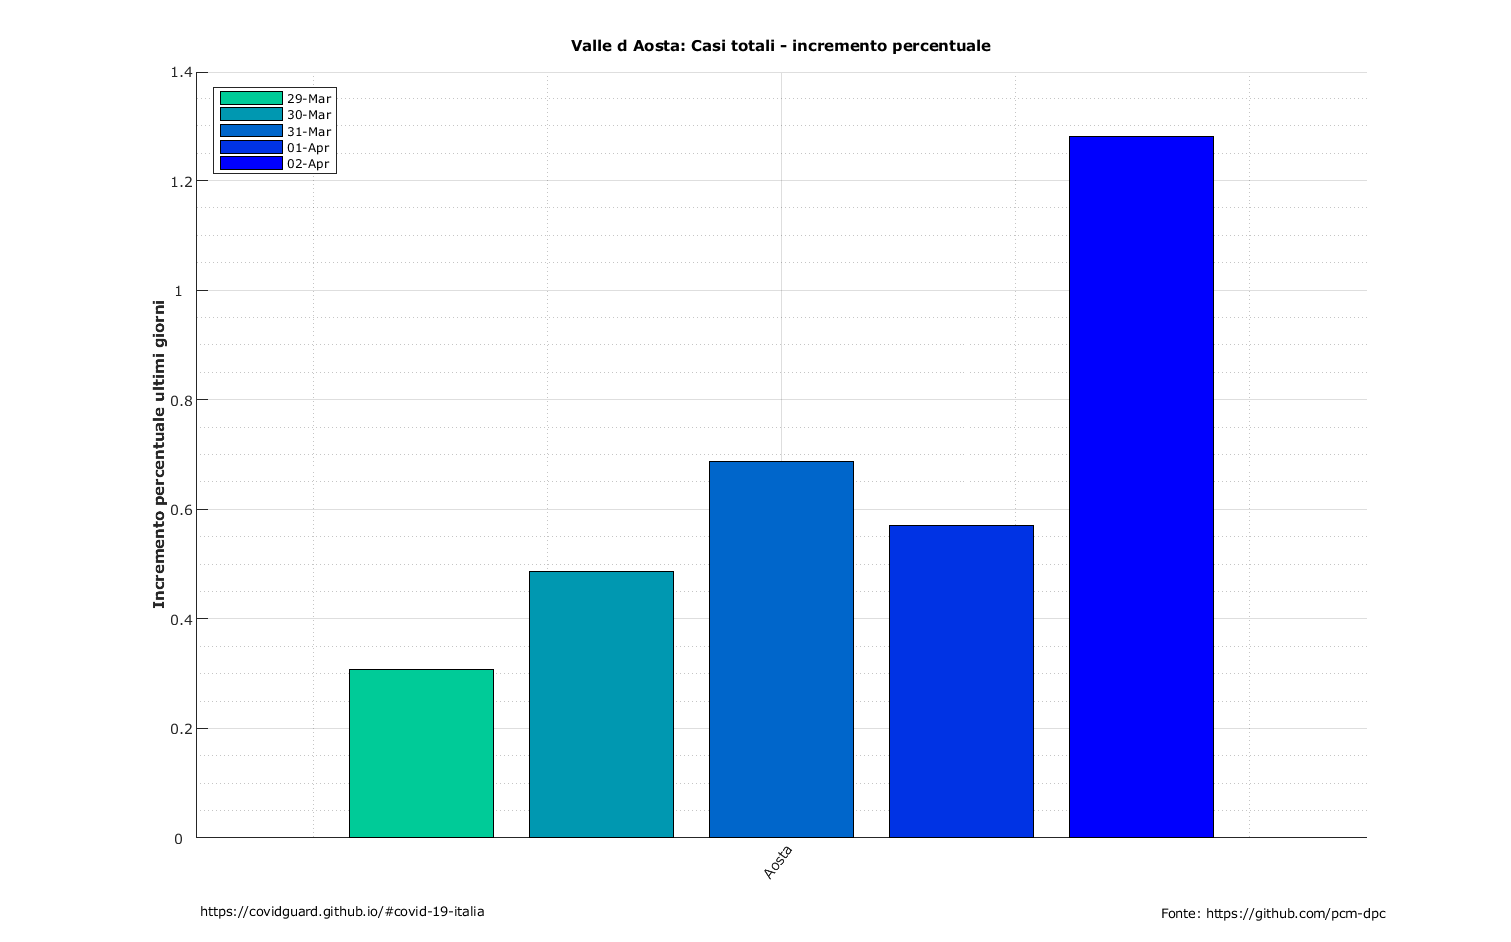 Valle d Aosta: Casi totali - incremento percentuale
1.4
1.2
1
0.8
0.6
0.4
0.2
0
Incremento percentuale ultimi giorni
29-Mar
30-Mar
31-Mar
01-Apr
02-Apr
Aosta
https://covidguard.github.io/#covid-19-italia
Fonte: https://github.com/pcm-dpc